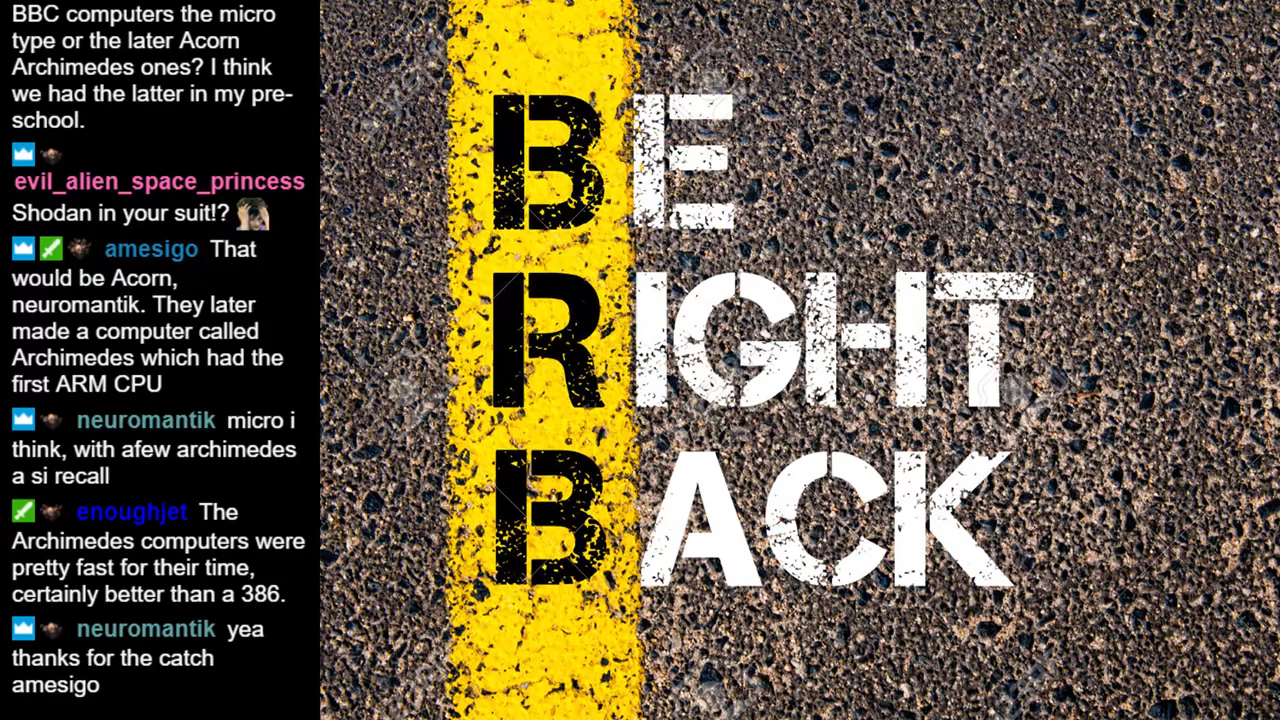 BBC computers the micro
type or the later Acorn
Archimedes ones? I think
we had the latter in my pre-
school.
evil_alien_space_princess
Shodan in your suit!?
amesigo That
would be Acorn,
neuromantik. They later
made a computer called
Archimedes which had the
first ARM CPU
neuromantik micro i
think, with afew archimedes
a si recall
enoughjet The
Archimedes computers were
pretty fast for their time,
certainly better than a 386.
neuromantik yea
thanks for the catch
amesigo
BE
RIGHT
BACK